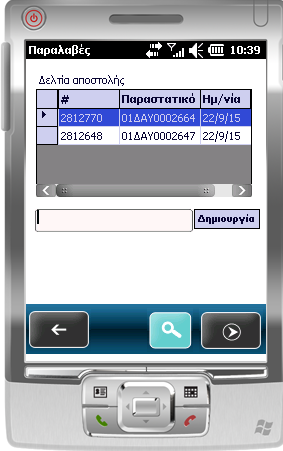 Παραλαβές 10:39
Δελτία αποστολής
# Παραστατικό Ημ/νία
2812770 01ΔΑΥ0002664 22/9/15
2812648 01ΔΑΥ0002647 22/9/15
Δημιουργία